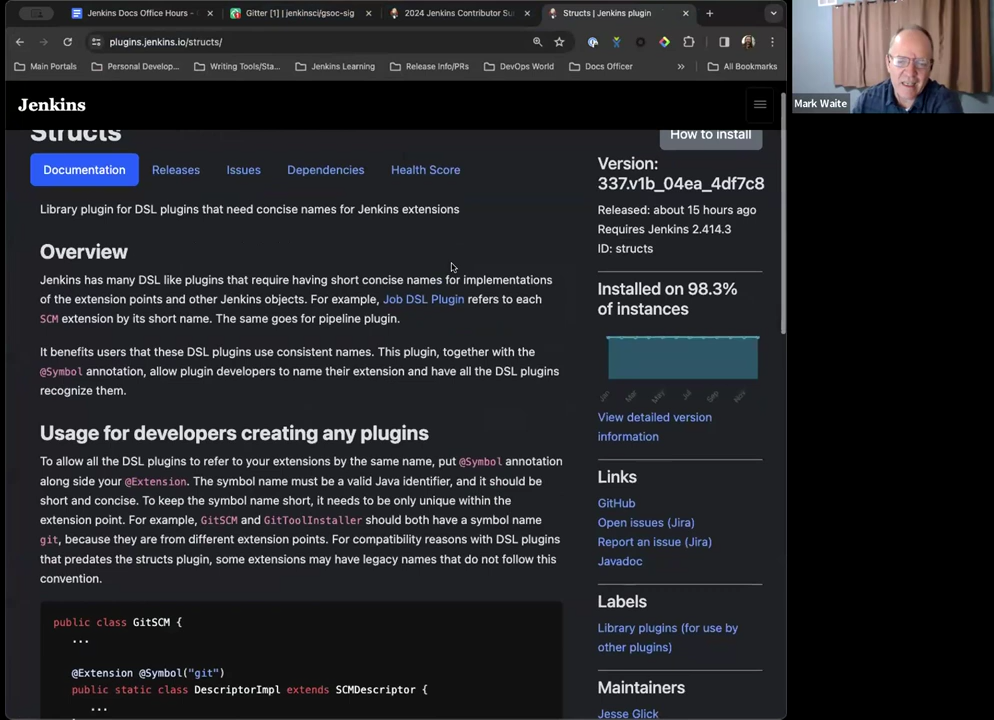 Jenkins Docs Office Hours -
Gitter [1] | jenkinsci/gsoc-sig
2024 Jenkins Contributor Su
Structs | Jenkins plugin
plugins.jenkins.io/structs/
Main Portals
Personal Develop...
Writing Tools/Sta...
Jenkins Learning
Release Info/PRs
DevOps World
Docs Officer
All Bookmarks
Mark Waite
Jenkins
Structs
How to install
Documentation
Releases
Issues
Dependencies
Health Score
Library plugin for DSL plugins that need concise names for Jenkins extensions
Overview
Jenkins has many DSL like plugins that require having short concise names for implementations
of the extension points and other Jenkins objects. For example, Job DSL Plugin refers to each
SCM extension by its short name. The same goes for pipeline plugin.
It benefits users that these DSL plugins use consistent names. This plugin, together with the
@Symbol annotation, allow plugin developers to name their extension and have all the DSL plugins
recognize them.
Usage for developers creating any plugins
To allow all the DSL plugins to refer to your extensions by the same name, put @Symbol annotation
along side your @Extension. The symbol name must be a valid Java identifier, and it should be
short and concise. To keep the symbol name short, it needs to be only unique within the
extension point. For example, GitSCM and GitToolInstaller should both have a symbol name
git, because they are from different extension points. For compatibility reasons with DSL plugins
that predates the structs plugin, some extensions may have legacy names that do not follow this
convention.
public class GitSCM {
...
@Extension @Symbol("git")
public static class DescriptorImpl extends SCMDescriptor {
...
Version:
337.v1b_04ea_4df7c8
Released: about 15 hours ago
Requires Jenkins 2.414.3
ID: structs
Installed on 98.3%
of instances
Jan
Mar
May
Jul
Sep
Nov
View detailed version
information
Links
GitHub
Open issues (Jira)
Report an issue (Jira)
Javadoc
Labels
Library plugins (for use by
other plugins)
Maintainers
Jesse Glick